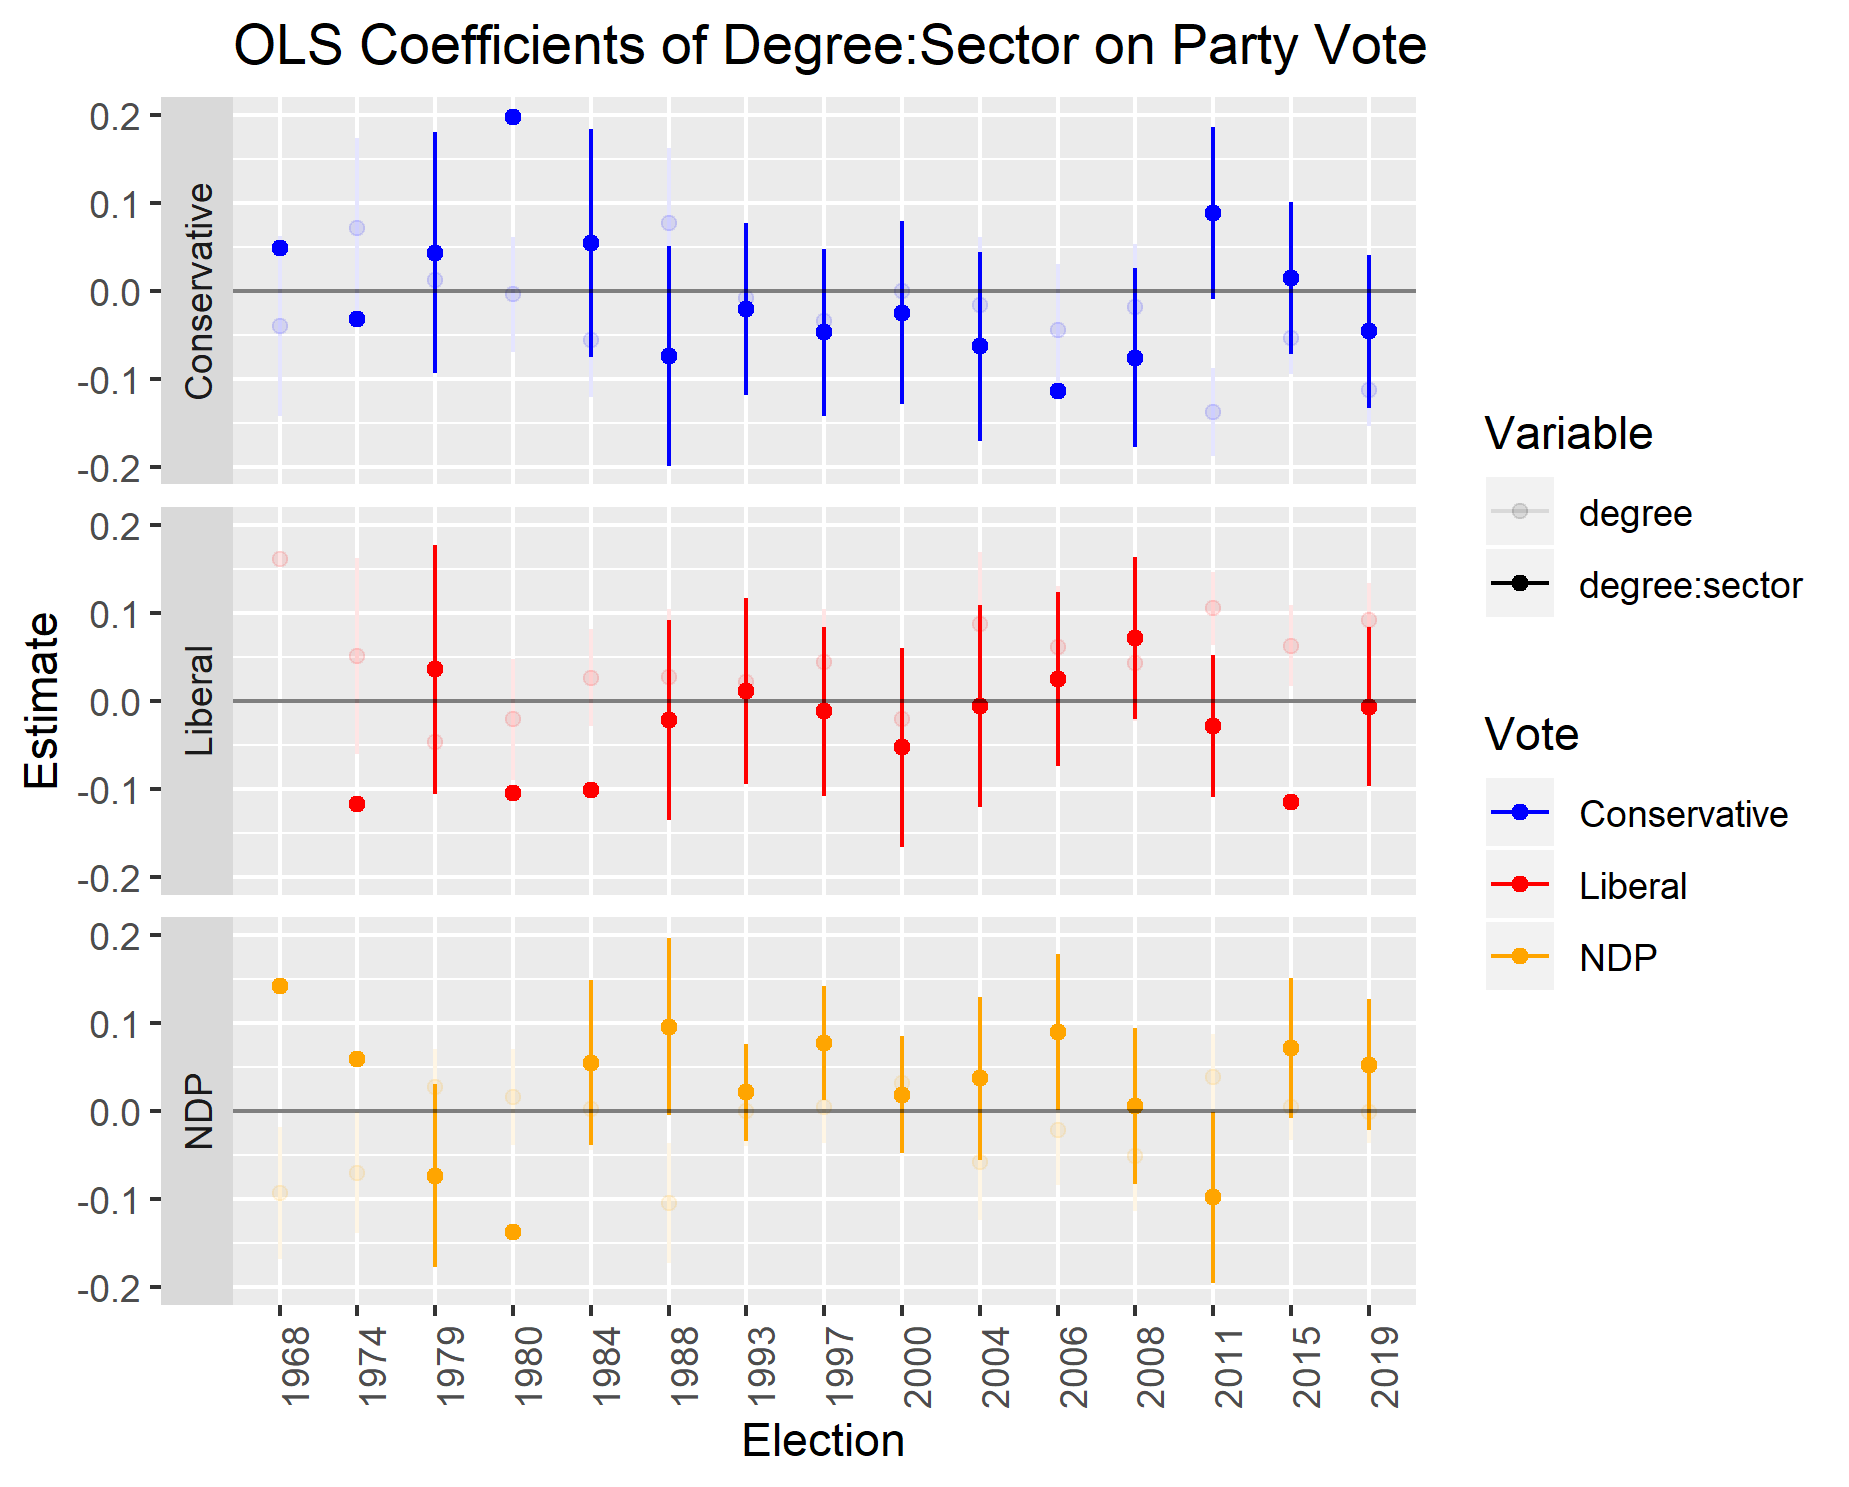 OLS Coefficients of Degree:Sector on Party Vote
Estimate
Conservative
0.2
0.1
0.0
-0.1
-0.2
Liberal
0.2
0.1
0.0
-0.1
-0.2
NDP
0.2
0.1
0.0
-0.1
-0.2
1968
1974
1979
1980
1984
1988
1993
1997
2000
2004
2006
2008
2011
2015
2019
Election
Variable
degree
degree:sector
Vote
Conservative
Liberal
NDP